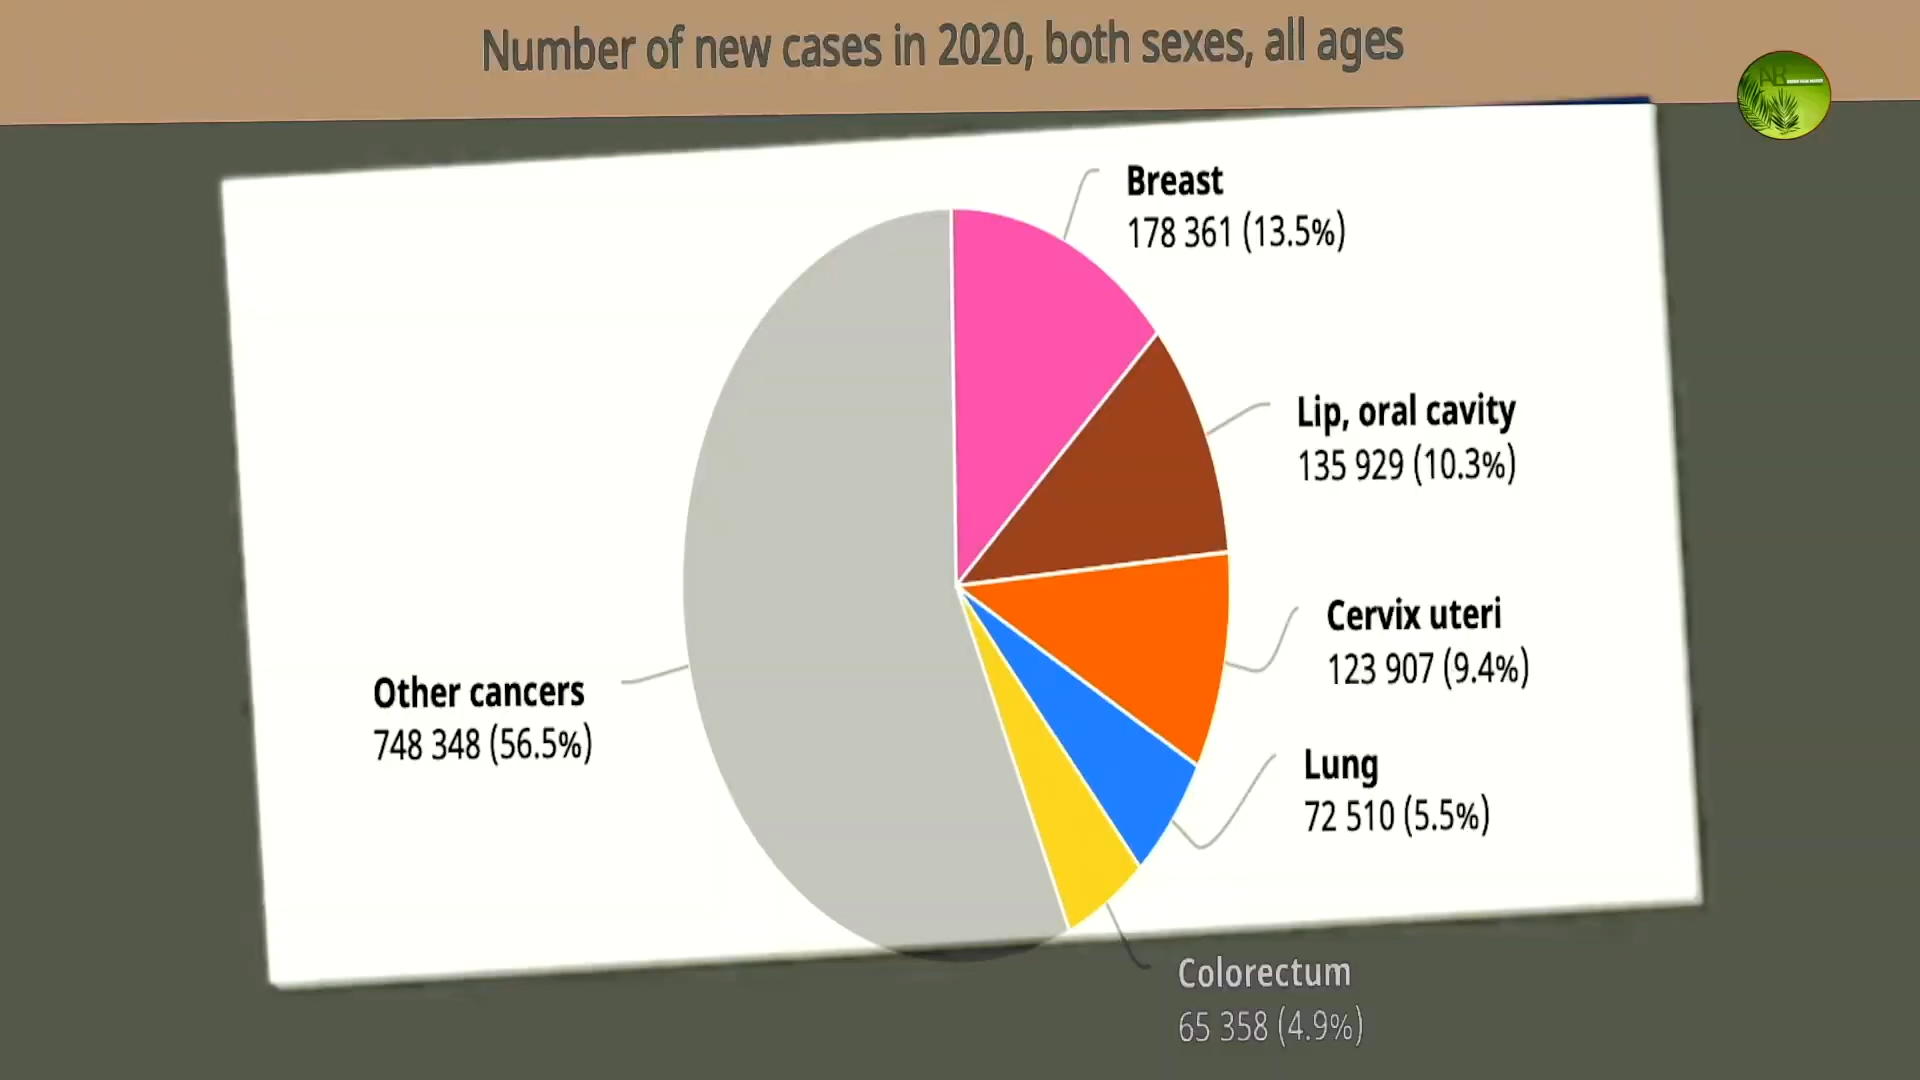 Number of new cases in 2020, both sexes, all ages
Breast
178 361 (13.5%)
Lip, oral cavity
135 929 (10.3%)
Cervix uteri
123 907 (9.4%)
Lung
72 510 (5.5%)
Colorectum
65 358 (4.9%)
Other cancers
748 348 (56.5%)